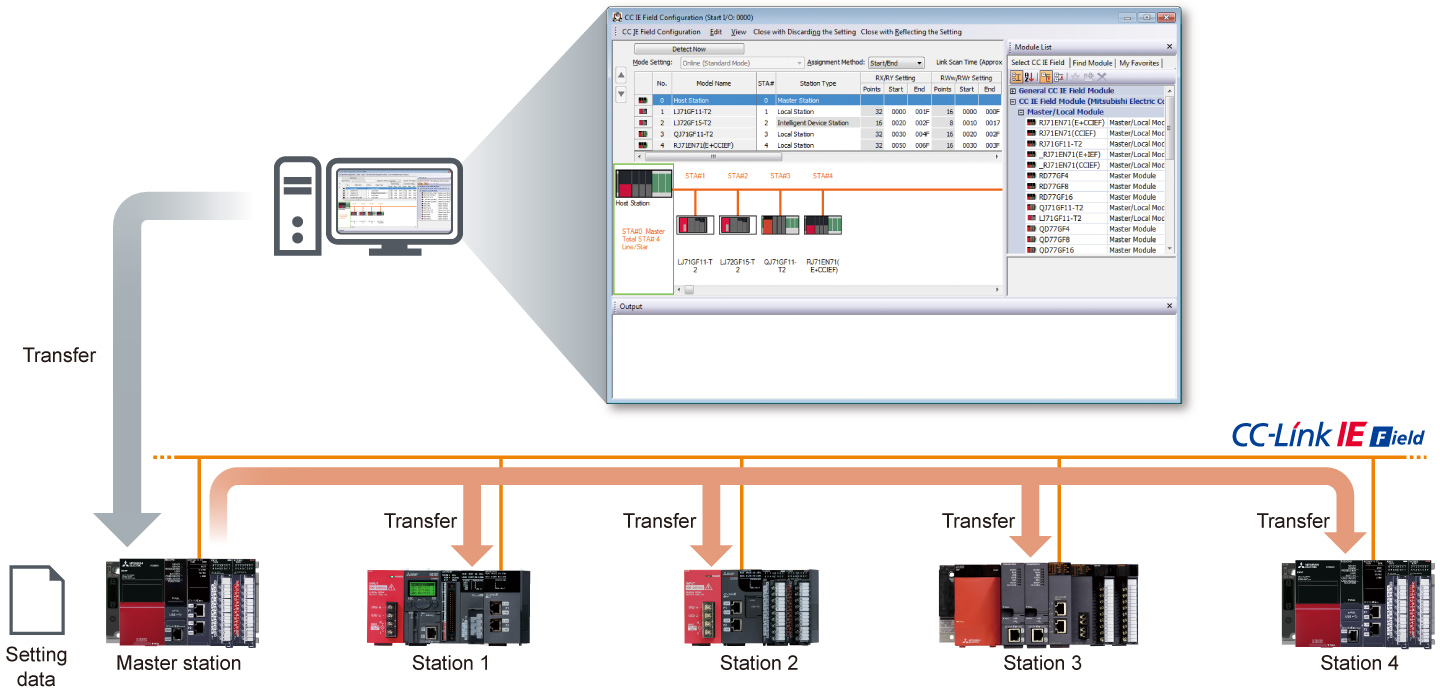 CC IE Field Configuration (Start I/O: 0000)
CC IE Field Configuration Edit View Close with Discarding the Setting Close with Reflecting the Setting
Detect Now
Mode Setting: Online (Standard Mode) Assignment Method: Start/End Link Scan Time (Approx
No. Model Name STA# Station Type RX/RY Setting RWw/RWr Setting
Points Start End Points Start End
0 Host Station 0 Master Station
1 LJ71GF11-T2 1 Local Station 32 0000 001F 16 0000 000F
2 LJ72GF15-T2 2 Intelligent Device Station 16 0020 002F 8 0010 0017
3 QJ71GF11-T2 3 Local Station 32 0030 004F 16 0020 002F
4 RJ71EN71(E+CCIEF) 4 Local Station 32 0050 006F 16 0030 003F
Host Station
STA#0 Master
Total STA#:4
Line/Star
STA#1 STA#2 STA#3 STA#4
LJ71GF11-T
2
LJ72GF15-T
2
QJ71GF11-
T2
RJ71EN71(
E+CCIEF)
Module List
Select CC IE Field Find Module My Favorites
General CC IE Field Module
CC IE Field Module (Mitsubishi Electric Co
Master/Local Module
RJ71EN71(E+CCIEF) Master/Local Moc
RJ71EN71(CCIEF) Master/Local Moc
RJ71GF11-T2 Master/Local Moc
_RJ71EN71(E+IEF) Master/Local Moc
_RJ71EN71(CCIEF) Master/Local Moc
RD77GF4 Master Module
RD77GF8 Master Module
RD77GF16 Master Module
QJ71GF11-T2 Master/Local Moc
LJ71GF11-T2 Master/Local Moc
QD77GF4 Master Module
QD77GF8 Master Module
QD77GF16 Master Module
Output
Transfer
CC-Link IE Field
Transfer
Transfer
Transfer
Transfer
Setting
data
Master station
Station 1
Station 2
Station 3
Station 4